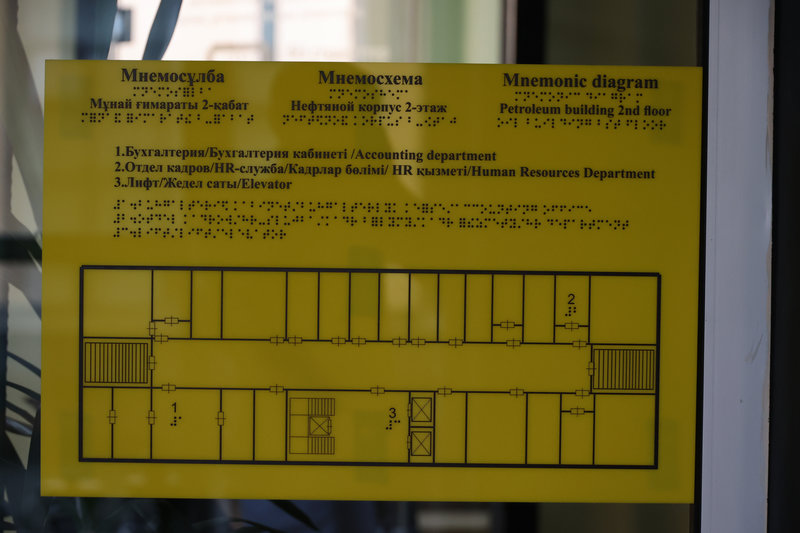 Мнемосұлба
Мұнай ғимараты 2-қабат
Мнемосхема
Нефтяной корпус 2-этаж
Mnemonic diagram
Petroleum building 2nd floor
1.Бухгалтерия/Бухгалтерия кабинеті /Accounting department
2.Отдел кадров/HR-служба/Кадрлар бөлімі/ HR қызметі/Human Resources Department
3.Лифт/Жедел саты/Elevator
2
1
3